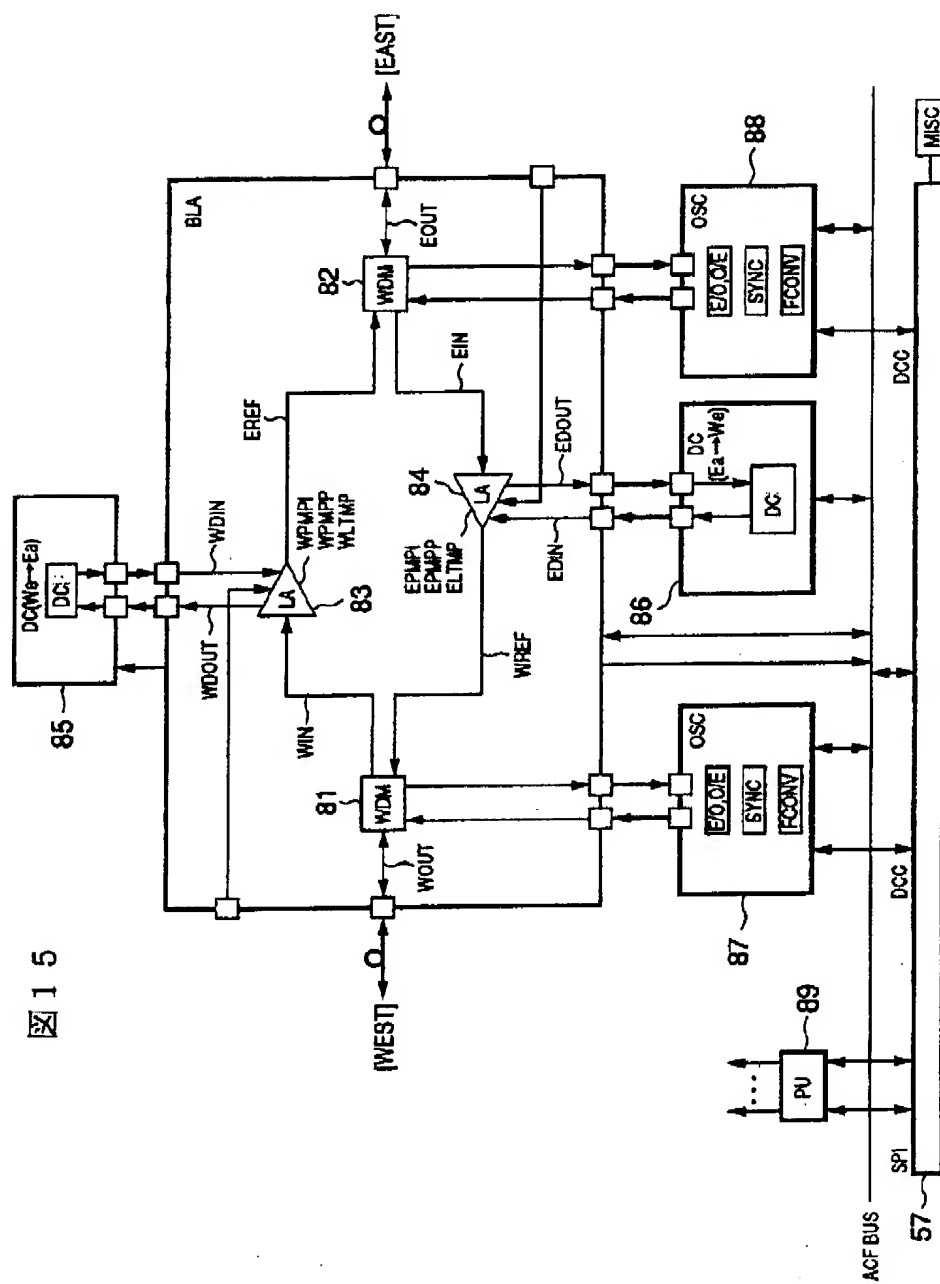 図15
DC(We→Ea)
85
WDOUT
WDIN
BLA
[WEST]
WOUT
81
WDM
WIN
83
LA
WPMPI
WPMPP
WLTMP
EREF
82
WDM
EOUT
[EAST]
EIN
84
LA
EPMPI
EPMPP
ELTMP
WREF
EDIN
EDOUT
87
OSC
E/O,O/E
SYNC
FCONV
86
DC
(Ea→We)
88
OSC
E/O,O/E
SYNC
FCONV
89
PU
ACF BUS
SPI
DCC
DCC
57
MISC